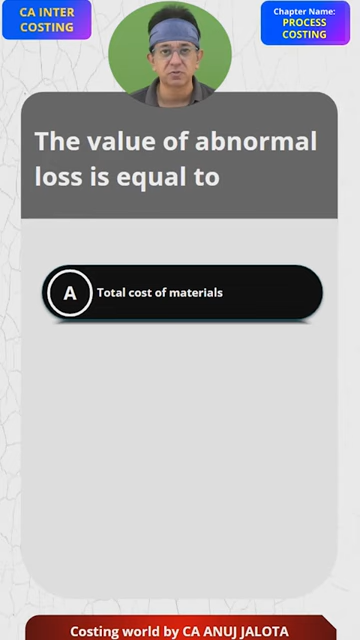 CA INTER
COSTING
Chapter Name:
PROCESS
COSTING
The value of abnormal
loss is equal to
A
Total cost of materials
Costing world by CA ANUJ JALOTA